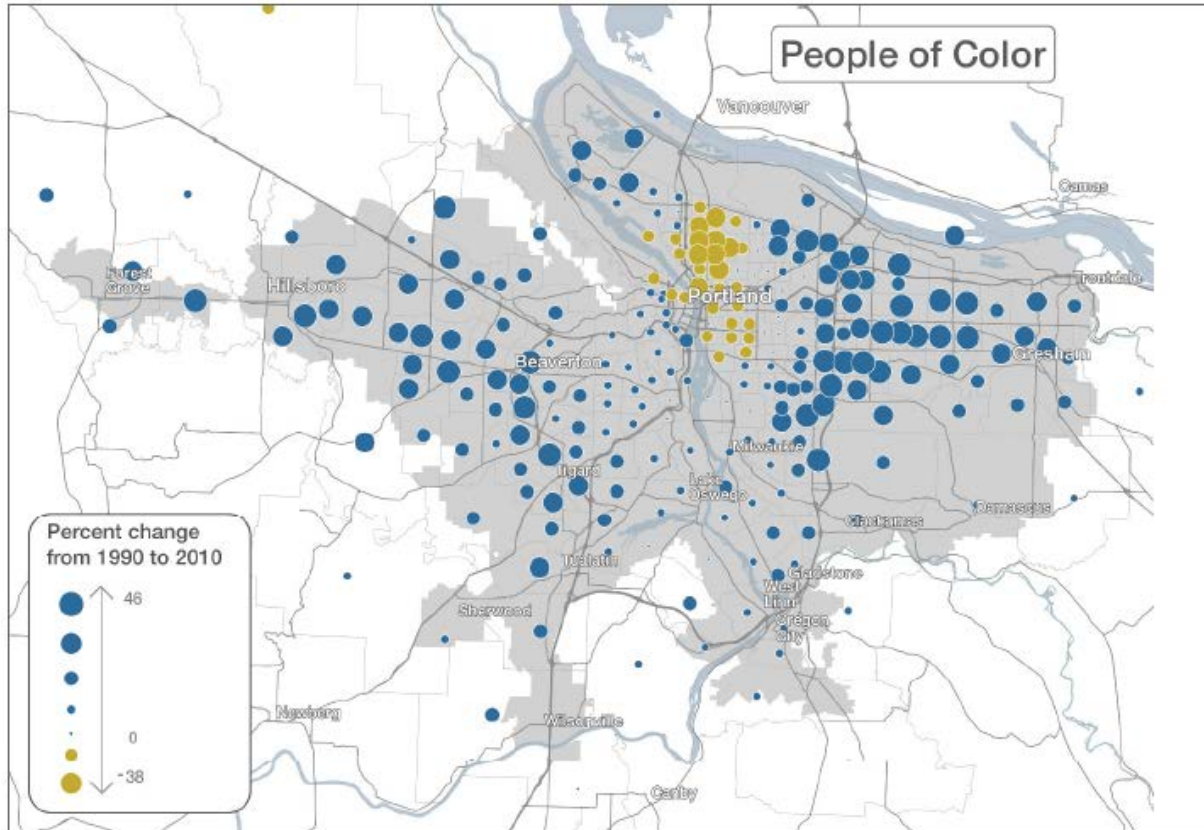 People of Color
Vancouver
Camas
Troutdale
Forest
Grove
Hillsboro
Portland
Gresham
Beaverton
Milwaukie
Tigard
Lake
Oswego
Damascus
Clackamas
Tualatin
Gladstone
West
Linn
Oregon
City
Sherwood
Newberg
Wilsonville
Canby
Percent change
from 1990 to 2010
46
0
-38